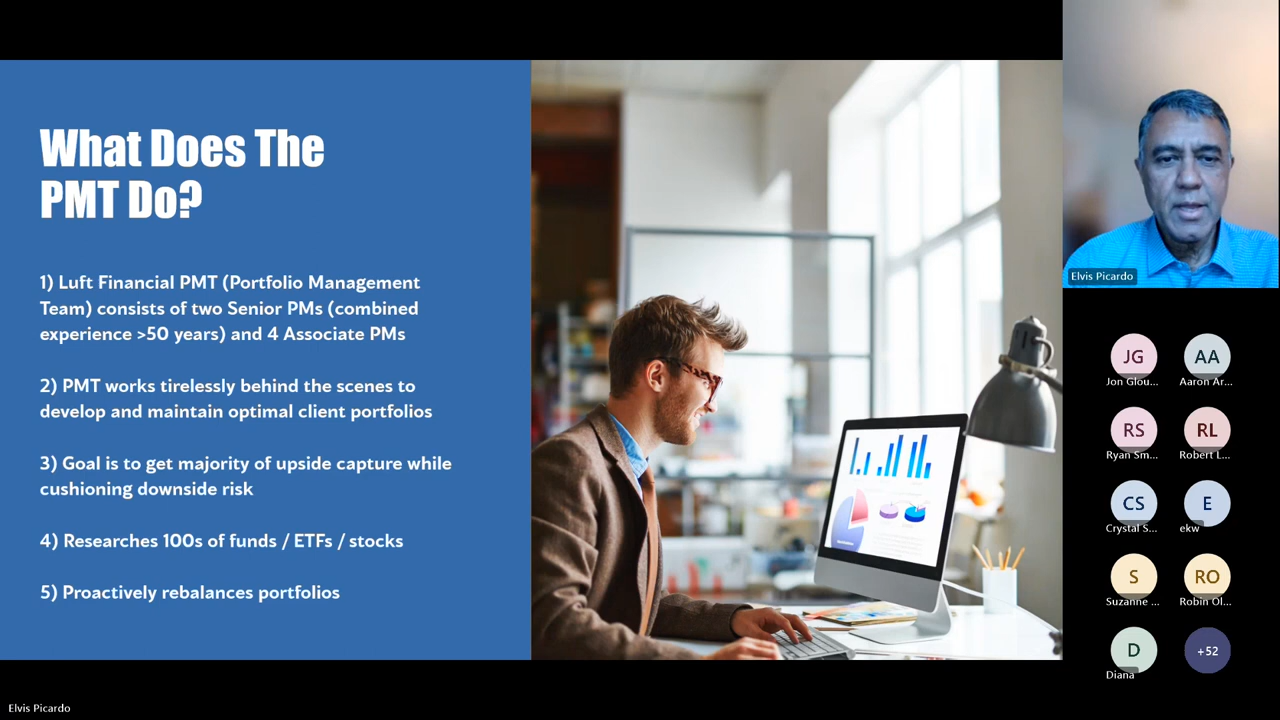 What Does The
PMT Do?
1) Luft Financial PMT (Portfolio Management
Team) consists of two Senior PMs (combined
experience >50 years) and 4 Associate PMs
2) PMT works tirelessly behind the scenes to
develop and maintain optimal client portfolios
3) Goal is to get majority of upside capture while
cushioning downside risk
4) Researches 100s of funds / ETFs / stocks
5) Proactively rebalances portfolios
Elvis Picardo
JG
AA
Jon Glou...
Aaron Ar...
RS
RL
Ryan Sm...
Robert L...
CS
E
Crystal S...
ekw
S
RO
Suzanne ...
Robin Ol...
D
+52
Diana
Elvis Picardo